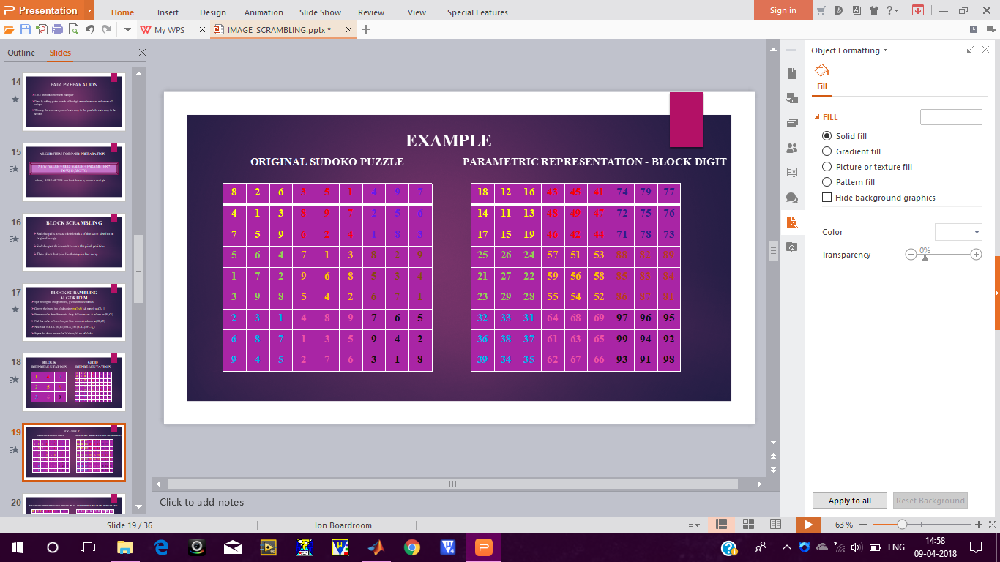 Presentation
Home Insert Design Animation Slide Show Review View Special Features
Sign in
My WPS IMAGE_SCRAMBLING.pptx *
Outline Slides
14
PAIR PREPARATION
15
ALGORITHM FOR PAIR PREPARATION
16
BLOCK SCRAMBLING
17
BLOCK SCRAMBLING
ALGORITHM
18
BLOCK
REPRESENTATION
GRID
REPRESENTATION
19
EXAMPLE
20
EXAMPLE
ORIGINAL SUDOKO PUZZLE PARAMETRIC REPRESENTATION - BLOCK DIGIT
8 2 6 3 5 1 4 9 7 18 12 16 43 45 41 74 79 77
4 1 3 8 9 7 2 5 6 14 11 13 48 49 47 72 75 76
7 5 9 6 2 4 1 8 3 17 15 19 46 42 44 71 78 73
5 6 4 7 1 3 8 2 9 25 26 24 57 51 53 88 82 89
1 7 2 9 6 8 5 3 4 21 27 22 59 56 58 85 83 84
3 9 8 5 4 2 6 7 1 23 29 28 55 54 52 86 87 81
2 3 1 4 8 9 7 6 5 32 33 31 64 68 69 97 96 95
6 8 7 1 3 5 9 4 2 36 38 37 61 63 65 99 94 92
9 4 5 2 7 6 3 1 8 39 34 35 62 67 66 93 91 98
Click to add notes
Object Formatting
Fill
FILL
Solid fill
Gradient fill
Picture or texture fill
Pattern fill
Hide background graphics
Color
Transparency 0%
Apply to all Reset Background
Slide 19 / 36 Ion Boardroom 63 %
ENG 14:58
09-04-2018